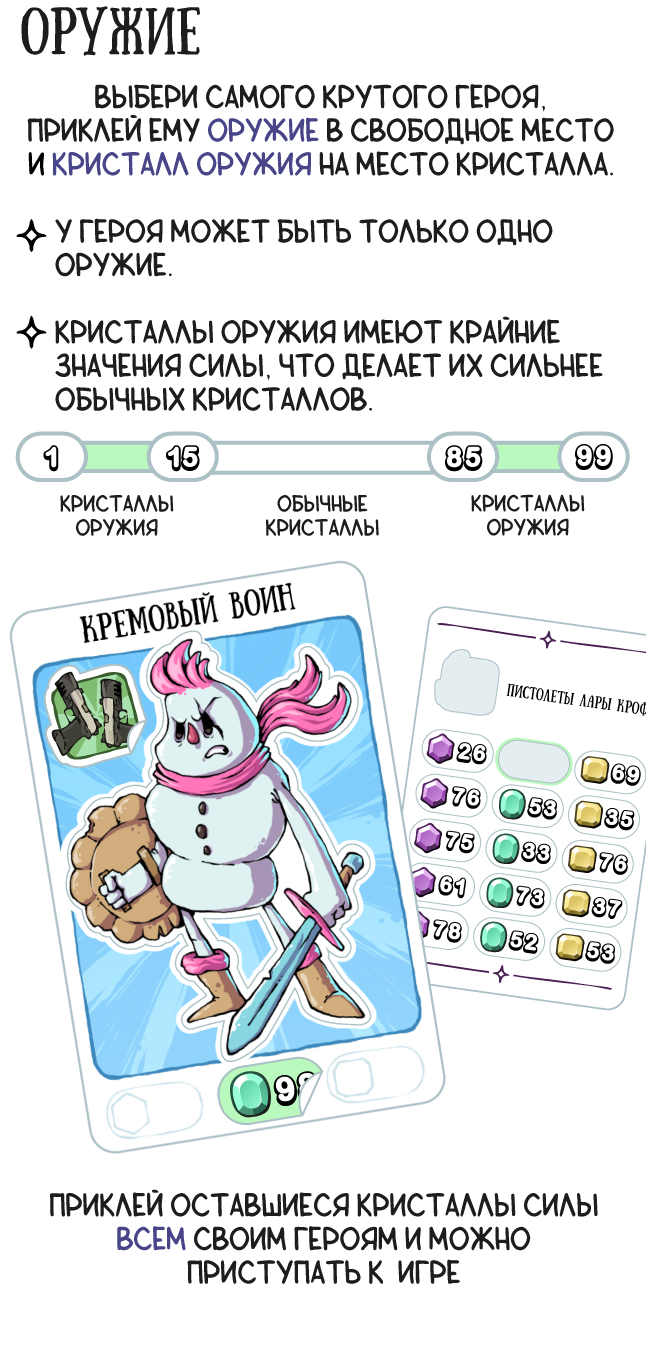 ОРУЖИЕ
ВЫБЕРИ САМОГО КРУТОГО ГЕРОЯ,
ПРИКЛЕЙ ЕМУ ОРУЖИЕ В СВОБОДНОЕ МЕСТО
И КРИСТАЛЛ ОРУЖИЯ НА МЕСТО КРИСТАЛЛА.
У ГЕРОЯ МОЖЕТ БЫТЬ ТОЛЬКО ОДНО
ОРУЖИЕ.
КРИСТАЛЛЫ ОРУЖИЯ ИМЕЮТ КРАЙНИЕ
ЗНАЧЕНИЯ СИЛЫ, ЧТО ДЕЛАЕТ ИХ СИЛЬНЕЕ
ОБЫЧНЫХ КРИСТАЛЛОВ.
1 15 85 99
КРИСТАЛЛЫ ОРУЖИЯ
ОБЫЧНЫЕ КРИСТАЛЛЫ
КРИСТАЛЛЫ ОРУЖИЯ
КРЕМОВЫЙ ВОИН
ПИСТОЛЕТЫ ЛАРЫ
26 69
76 53 35
75 33 76
61 73 37
78 52 53
ПРИКЛЕЙ ОСТАВШИЕСЯ КРИСТАЛЛЫ СИЛЫ
ВСЕМ СВОИМ ГЕРОЯМ И МОЖНО
ПРИСТУПАТЬ К ИГРЕ